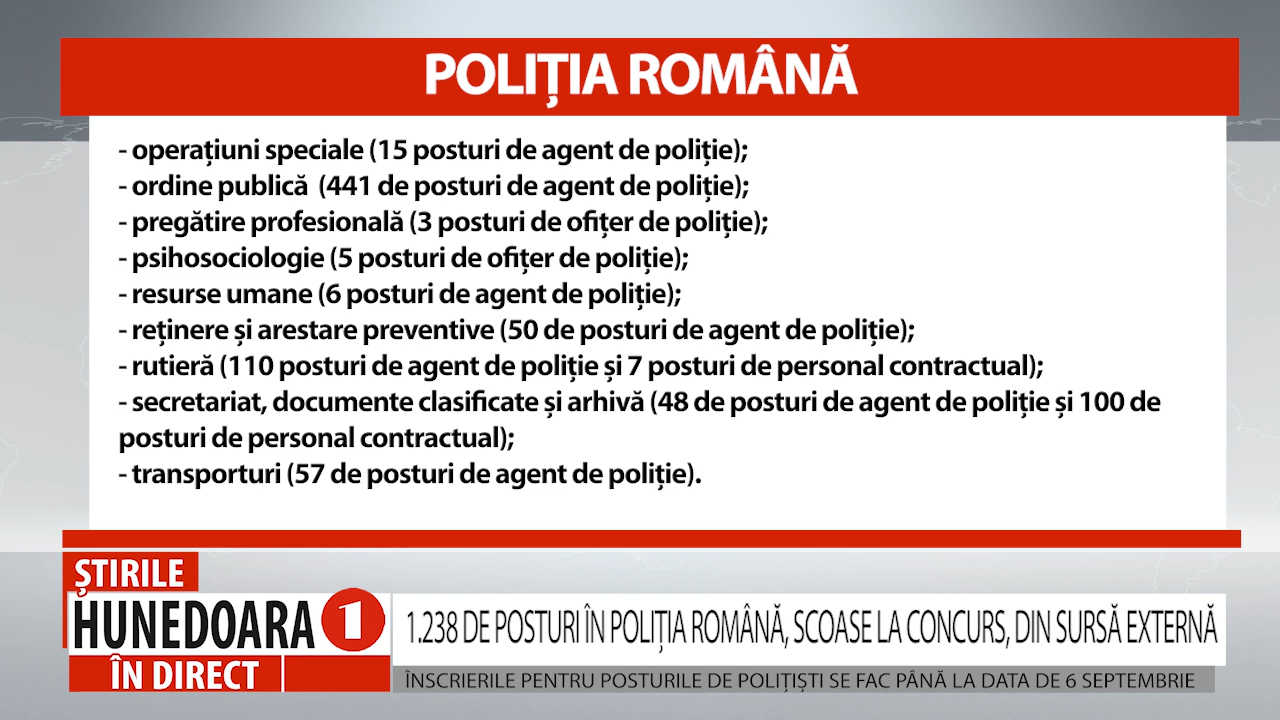 POLIȚIA ROMÂNĂ
- operațiuni speciale (15 posturi de agent de poliție);
- ordine publică  (441 de posturi de agent de poliție);
- pregătire profesională (3 posturi de ofițer de poliție);
- psihosociologie (5 posturi de ofițer de poliție);
- resurse umane (6 posturi de agent de poliție);
- reținere și arestare preventive (50 de posturi de agent de poliție);
- rutieră (110 posturi de agent de poliție și 7 posturi de personal contractual);
- secretariat, documente clasificate și arhivă (48 de posturi de agent de poliție și 100 de
posturi de personal contractual);
- transporturi (57 de posturi de agent de poliție).
ȘTIRILE
HUNEDOARA 1
ÎN DIRECT
1.238 DE POSTURI ÎN POLIȚIA ROMÂNĂ, SCOASE LA CONCURS, DIN SURSĂ EXTERNĂ
ÎNSCRIERILE PENTRU POSTURILE DE POLIȚIȘTI SE FAC PÂNĂ LA DATA DE 6 SEPTEMBRIE